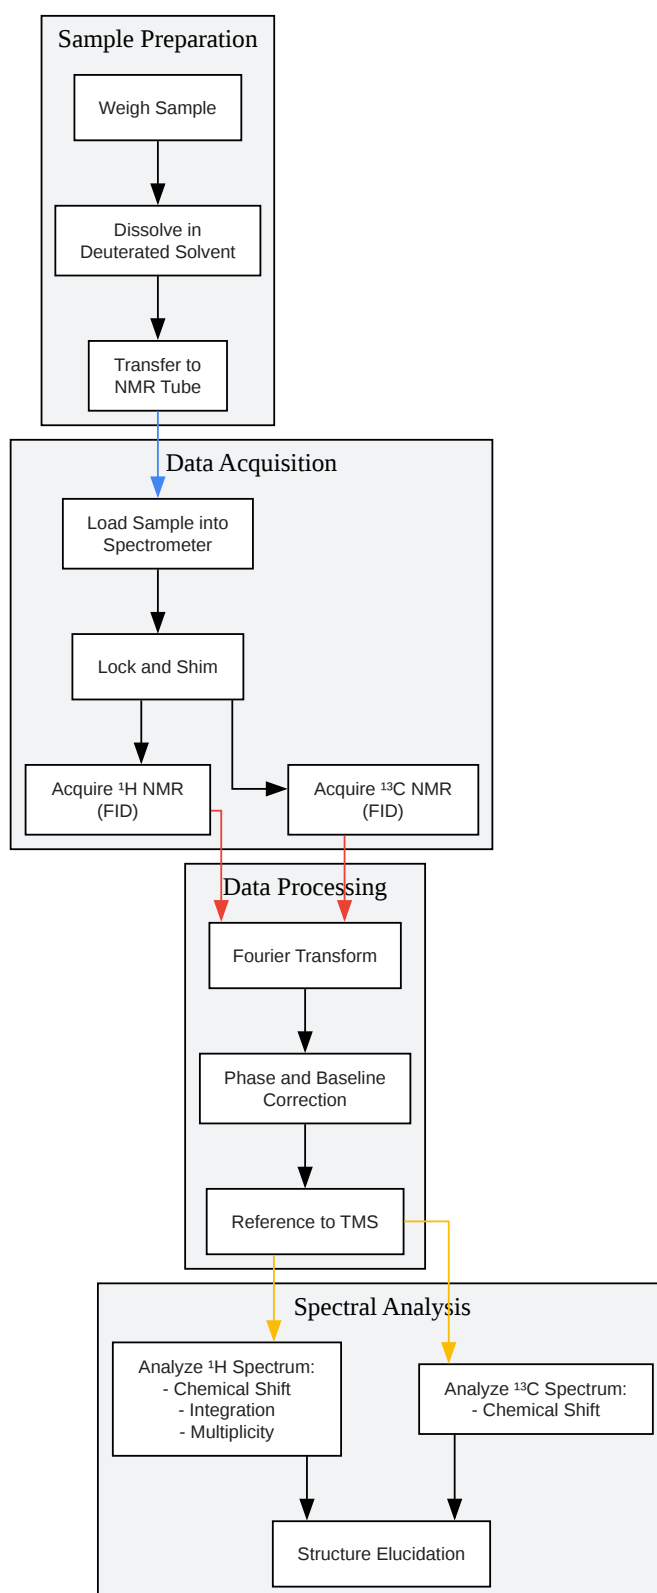 Sample Preparation
Weigh Sample
Dissolve in
Deuterated Solvent
Transfer to
NMR Tube
Data Acquisition
Load Sample into
Spectrometer
Lock and Shim
Acquire ¹H NMR
(FID)
Acquire ¹³C NMR
(FID)
Data Processing
Fourier Transform
Phase and Baseline
Correction
Reference to TMS
Spectral Analysis
Analyze ¹H Spectrum:
- Chemical Shift
- Integration
- Multiplicity
Analyze ¹³C Spectrum:
- Chemical Shift
Structure Elucidation